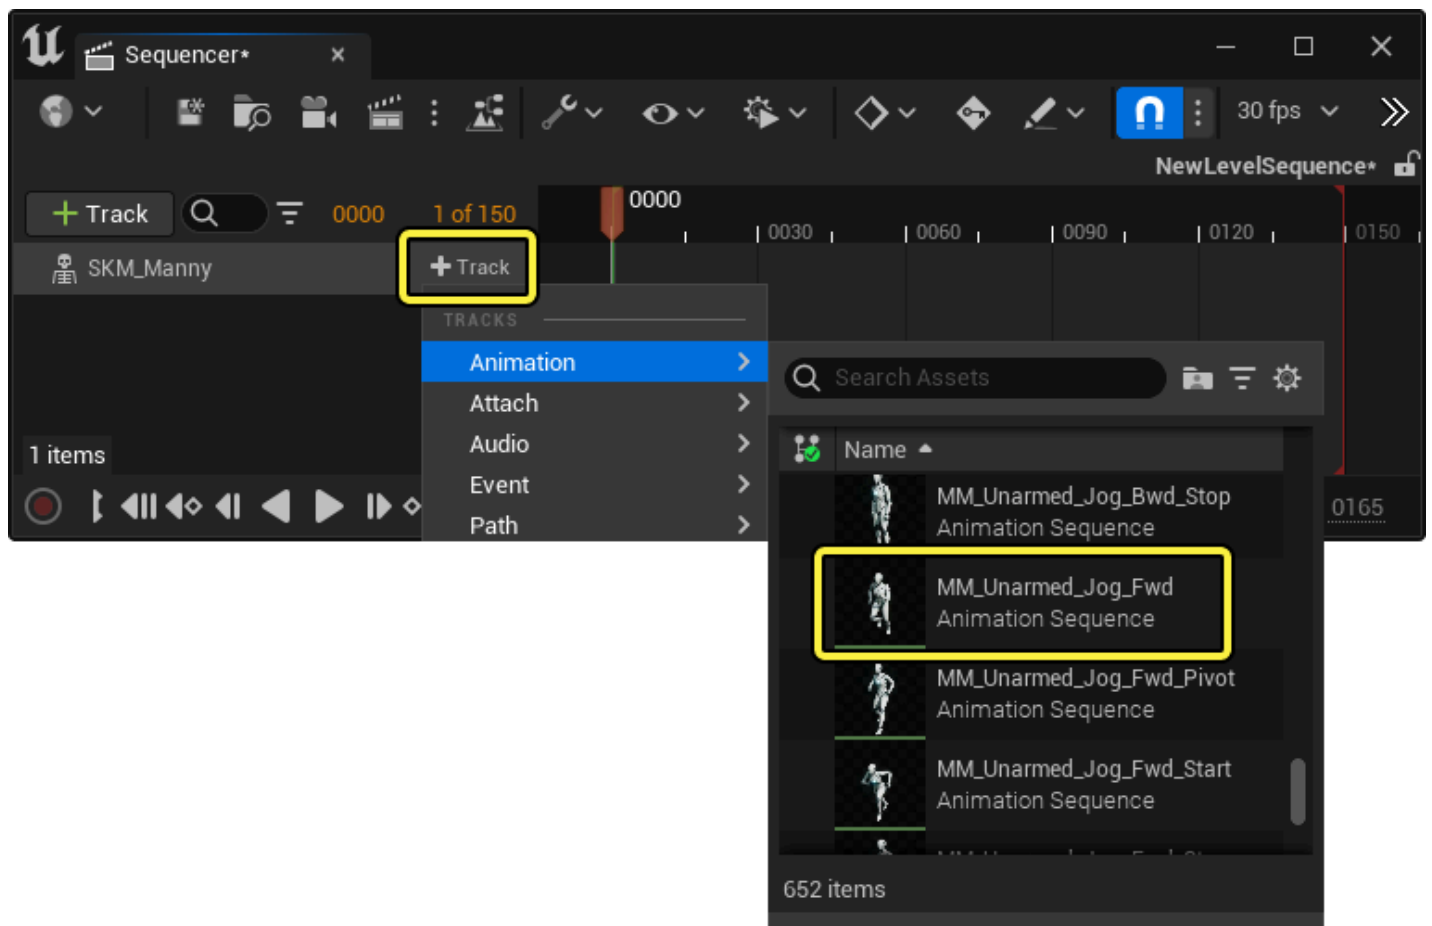 Sequencer*
30 fps
NewLevelSequence*
+ Track
0000
1 of 150
0000
0030
0060
0090
0120
0150
SKM_Manny
+ Track
TRACKS
Animation
Attach
Audio
Event
Path
Search Assets
Name
MM_Unarmed_Jog_Bwd_Stop
Animation Sequence
MM_Unarmed_Jog_Fwd
Animation Sequence
MM_Unarmed_Jog_Fwd_Pivot
Animation Sequence
MM_Unarmed_Jog_Fwd_Start
Animation Sequence
652 items
1 items
0165